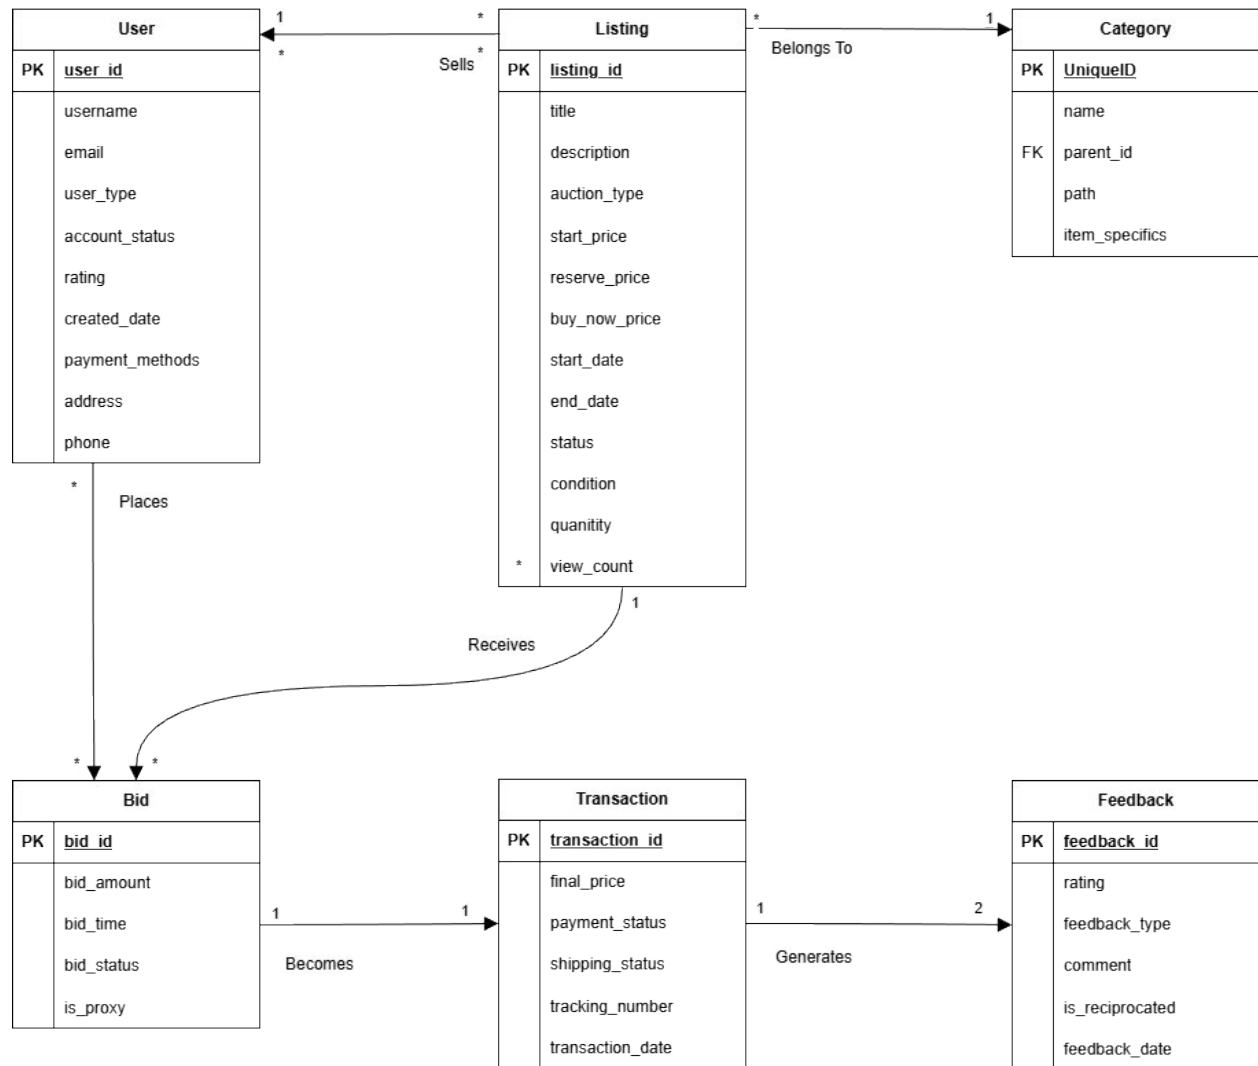 User
PK user_id
username
email
user_type
account_status
rating
created_date
payment_methods
address
phone
1 *
* *
Sells
Listing
PK listing_id
title
description
auction_type
start_price
reserve_price
buy_now_price
start_date
end_date
status
condition
quanitity
* view_count
* 1
Belongs To
Category
PK UniqueID
name
FK parent_id
path
item_specifics
*
Places
*
1
Receives
*
Bid
PK bid_id
bid_amount
bid_time
bid_status
is_proxy
1 1
Becomes
Transaction
PK transaction_id
final_price
payment_status
shipping_status
tracking_number
transaction_date
1 2
Generates
Feedback
PK feedback_id
rating
feedback_type
comment
is_reciprocated
feedback_date